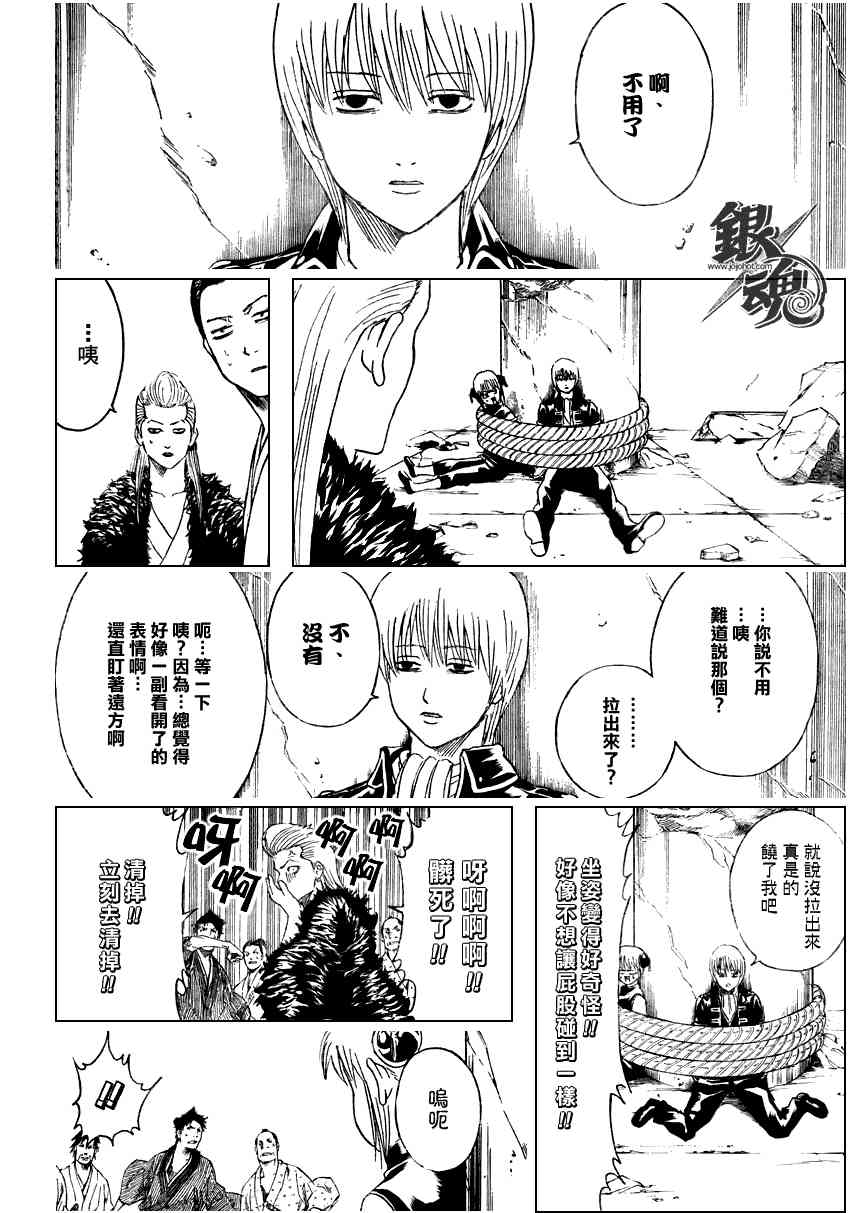 啊、
不用了
銀魂
www.jojohot.com
…咦
…你說不用
…咦
難道說那個？
………
拉出來了？
不、
沒有
呃…等一下
咦？因為…總覺得
好像一副看開了的
表情啊…
還直盯著遠方啊
就說沒拉出來
真是的
饒了我吧
坐姿變得好奇怪!!
好像不想讓屁股碰到一樣!!
呀啊啊啊!!
髒死了!!
啊
啊
啊
呀
啊
清掉!!
立刻去清掉!!
嗚呃
!!